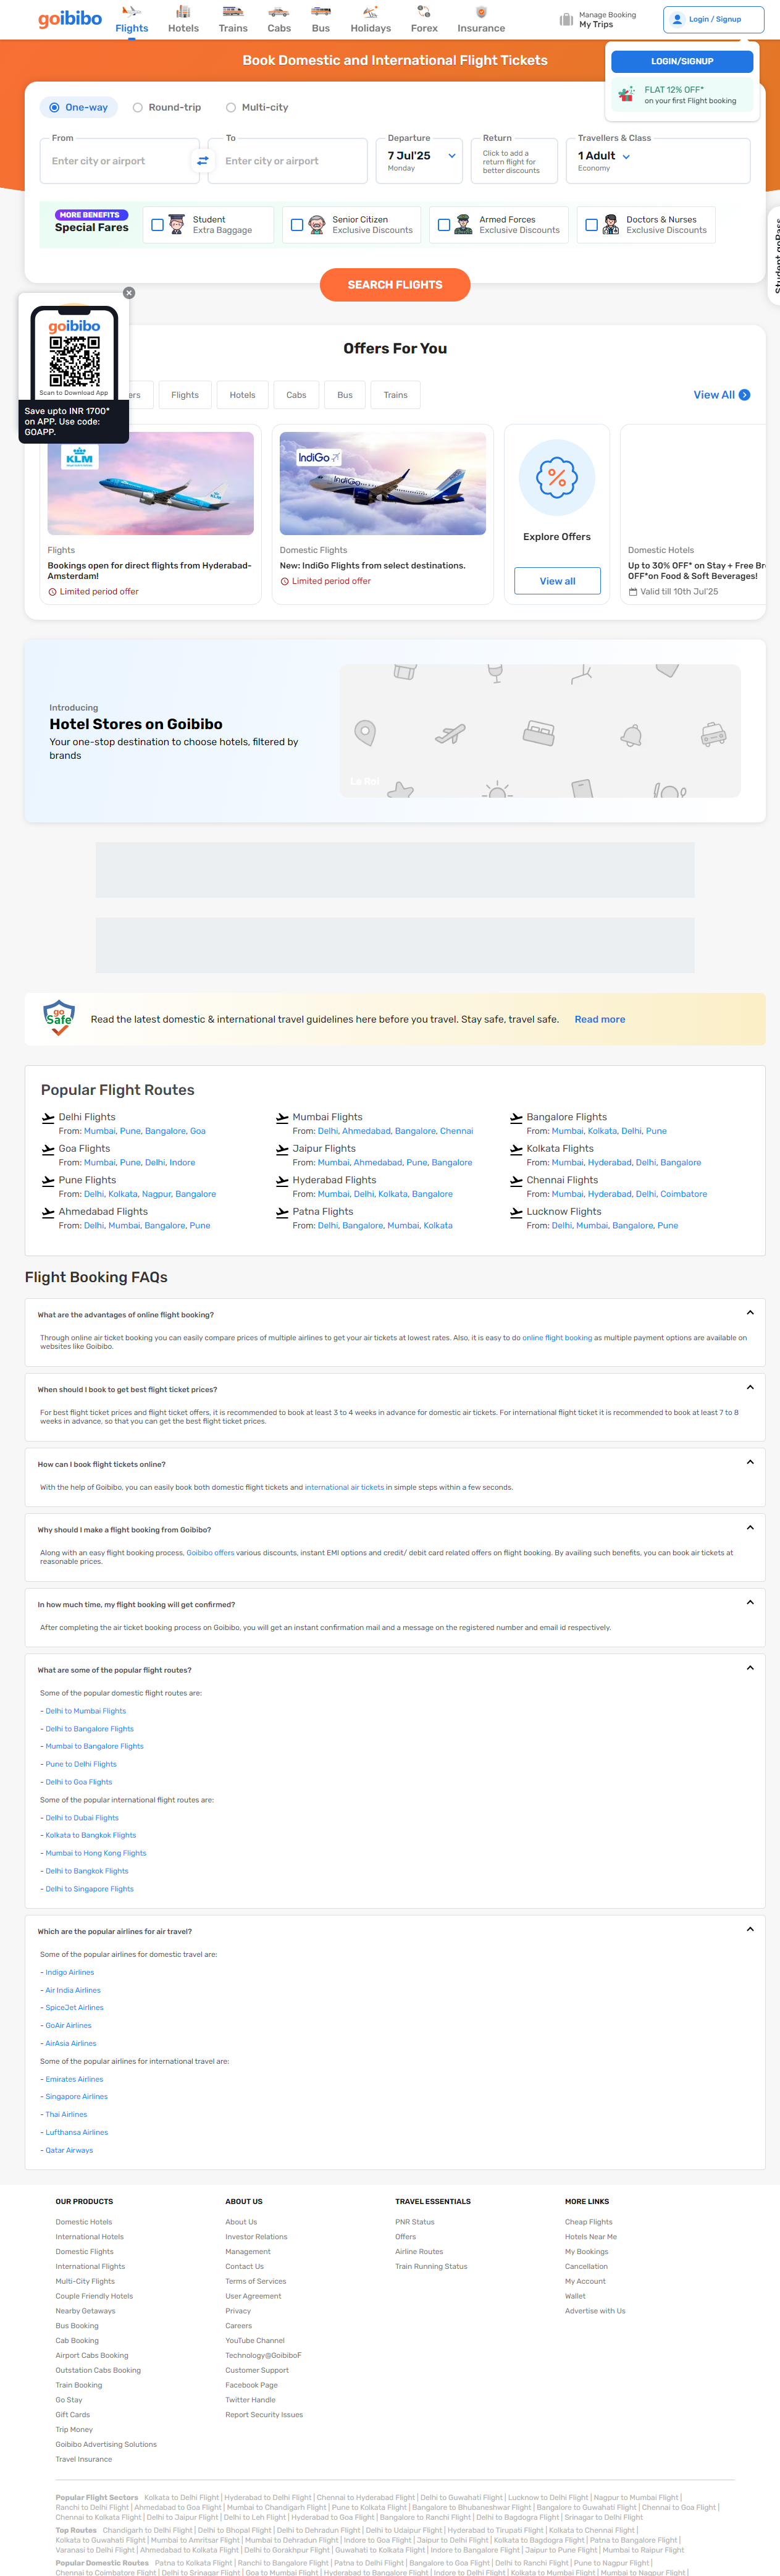 goibibo
Flights
Hotels
Trains
Cabs
Bus
Holidays
Forex
Insurance
Manage Booking
My Trips
Login / Signup
Book Domestic and International Flight Tickets
LOGIN/SIGNUP
FLAT 12% OFF*
on your first Flight booking
One-way
Round-trip
Multi-city
From
Enter city or airport
To
Enter city or airport
Departure
7 Jul'25
Monday
Return
Click to add a
return flight for
better discounts
Travellers & Class
1 Adult
Economy
MORE BENEFITS
Special Fares
Student
Extra Baggage
Senior Citizen
Exclusive Discounts
Armed Forces
Exclusive Discounts
Doctors & Nurses
Exclusive Discounts
Student goPass
SEARCH FLIGHTS
goibibo
Scan to Download App
Save upto INR 1700*
on APP. Use code:
GOAPP.
Offers For You
ers
Flights
Hotels
Cabs
Bus
Trains
View All
KLM
Flights
Bookings open for direct flights from Hyderabad-
Amsterdam!
Limited period offer
IndiGo
IndiGo
Domestic Flights
New: IndiGo Flights from select destinations.
Limited period offer
Explore Offers
View all
Domestic Hotels
Up to 30% OFF* on Stay + Free Bre
OFF*on Food & Soft Beverages!
Valid till 10th Jul'25
Introducing
Hotel Stores on Goibibo
Your one-stop destination to choose hotels, filtered by
brands
Le Roi
go
Safe
Read the latest domestic & international travel guidelines here before you travel. Stay safe, travel safe.
Read more
Popular Flight Routes
Delhi Flights
From: Mumbai, Pune, Bangalore, Goa
Mumbai Flights
From: Delhi, Ahmedabad, Bangalore, Chennai
Bangalore Flights
From: Mumbai, Kolkata, Delhi, Pune
Goa Flights
From: Mumbai, Pune, Delhi, Indore
Jaipur Flights
From: Mumbai, Ahmedabad, Pune, Bangalore
Kolkata Flights
From: Mumbai, Hyderabad, Delhi, Bangalore
Pune Flights
From: Delhi, Kolkata, Nagpur, Bangalore
Hyderabad Flights
From: Mumbai, Delhi, Kolkata, Bangalore
Chennai Flights
From: Mumbai, Hyderabad, Delhi, Coimbatore
Ahmedabad Flights
From: Delhi, Mumbai, Bangalore, Pune
Patna Flights
From: Delhi, Bangalore, Mumbai, Kolkata
Lucknow Flights
From: Delhi, Mumbai, Bangalore, Pune
Flight Booking FAQs
What are the advantages of online flight booking?
Through online air ticket booking you can easily compare prices of multiple airlines to get your air tickets at lowest rates. Also, it is easy to do online flight booking as multiple payment options are available on
websites like Goibibo.
When should I book to get best flight ticket prices?
For best flight ticket prices and flight ticket offers, it is recommended to book at least 3 to 4 weeks in advance for domestic air tickets. For international flight ticket it is recommended to book at least 7 to 8
weeks in advance, so that you can get the best flight ticket prices.
How can I book flight tickets online?
With the help of Goibibo, you can easily book both domestic flight tickets and international air tickets in simple steps within a few seconds.
Why should I make a flight booking from Goibibo?
Along with an easy flight booking process, Goibibo offers various discounts, instant EMI options and credit/ debit card related offers on flight booking. By availing such benefits, you can book air tickets at
reasonable prices.
In how much time, my flight booking will get confirmed?
After completing the air ticket booking process on Goibibo, you will get an instant confirmation mail and a message on the registered number and email id respectively.
What are some of the popular flight routes?
Some of the popular domestic flight routes are:
- Delhi to Mumbai Flights
- Delhi to Bangalore Flights
- Mumbai to Bangalore Flights
- Pune to Delhi Flights
- Delhi to Goa Flights
Some of the popular international flight routes are:
- Delhi to Dubai Flights
- Kolkata to Bangkok Flights
- Mumbai to Hong Kong Flights
- Delhi to Bangkok Flights
- Delhi to Singapore Flights
Which are the popular airlines for air travel?
Some of the popular airlines for domestic travel are:
- Indigo Airlines
- Air India Airlines
- SpiceJet Airlines
- GoAir Airlines
- AirAsia Airlines
Some of the popular airlines for international travel are:
- Emirates Airlines
- Singapore Airlines
- Thai Airlines
- Lufthansa Airlines
- Qatar Airways
OUR PRODUCTS
Domestic Hotels
International Hotels
Domestic Flights
International Flights
Multi-City Flights
Couple Friendly Hotels
Nearby Getaways
Bus Booking
Cab Booking
Airport Cabs Booking
Outstation Cabs Booking
Train Booking
Go Stay
Gift Cards
Trip Money
Goibibo Advertising Solutions
Travel Insurance
ABOUT US
About Us
Investor Relations
Management
Contact Us
Terms of Services
User Agreement
Privacy
Careers
YouTube Channel
Technology@GoibiboF
Customer Support
Facebook Page
Twitter Handle
Report Security Issues
TRAVEL ESSENTIALS
PNR Status
Offers
Airline Routes
Train Running Status
MORE LINKS
Cheap Flights
Hotels Near Me
My Bookings
Cancellation
My Account
Wallet
Advertise with Us
Popular Flight Sectors Kolkata to Delhi Flight | Hyderabad to Delhi Flight | Chennai to Hyderabad Flight | Delhi to Guwahati Flight | Lucknow to Delhi Flight | Nagpur to Mumbai Flight |
Ranchi to Delhi Flight | Ahmedabad to Goa Flight | Mumbai to Chandigarh Flight | Pune to Kolkata Flight | Bangalore to Bhubaneshwar Flight | Bangalore to Guwahati Flight | Chennai to Goa Flight |
Chennai to Kolkata Flight | Delhi to Jaipur Flight | Delhi to Leh Flight | Hyderabad to Goa Flight | Bangalore to Ranchi Flight | Delhi to Bagdogra Flight | Srinagar to Delhi Flight
Top Routes Chandigarh to Delhi Flight | Delhi to Bhopal Flight | Delhi to Dehradun Flight | Delhi to Udaipur Flight | Hyderabad to Tirupati Flight | Kolkata to Chennai Flight |
Kolkata to Guwahati Flight | Mumbai to Amritsar Flight | Mumbai to Dehradun Flight | Indore to Goa Flight | Jaipur to Delhi Flight | Kolkata to Bagdogra Flight | Patna to Bangalore Flight |
Varanasi to Delhi Flight | Ahmedabad to Kolkata Flight | Delhi to Gorakhpur Flight | Guwahati to Kolkata Flight | Indore to Bangalore Flight | Jaipur to Pune Flight | Mumbai to Raipur Flight
Popular Domestic Routes Patna to Kolkata Flight | Ranchi to Bangalore Flight | Patna to Delhi Flight | Bangalore to Goa Flight | Delhi to Ranchi Flight | Pune to Nagpur Flight |
Chennai to Coimbatore Flight | Delhi to Srinagar Flight | Goa to Mumbai Flight | Hyderabad to Bangalore Flight | Indore to Delhi Flight | Kolkata to Mumbai Flight | Mumbai to Nagpur Flight |